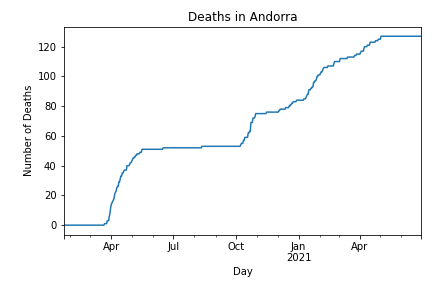 Deaths in Andorra
Number of Deaths
120
100
80
60
40
20
0
Apr
Jul
Oct
Jan
2021
Apr
Day